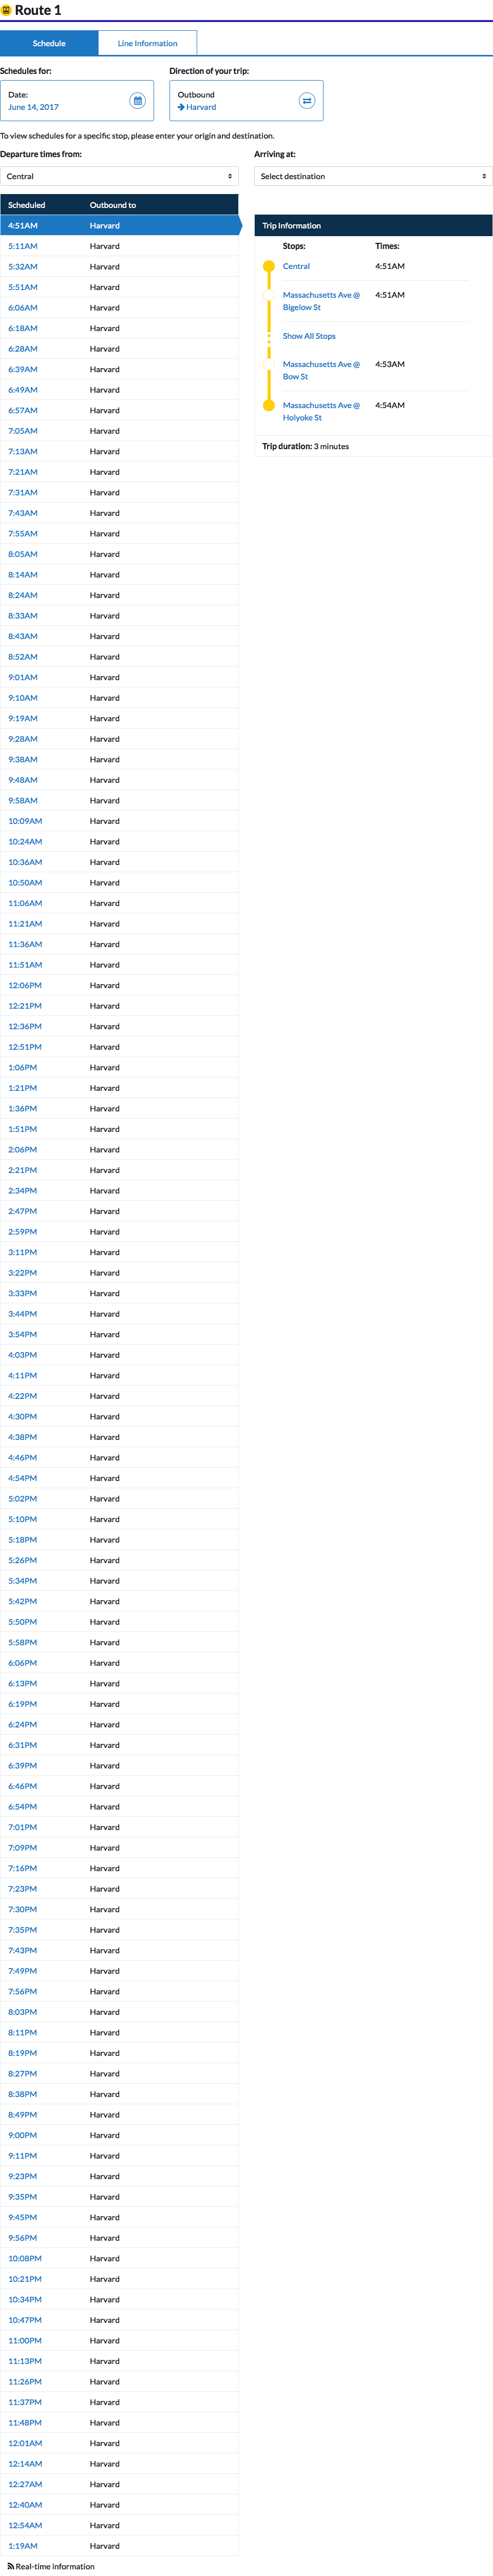 Route 1
Schedule
Line Information
Schedules for:
Date:
June 14, 2017
Direction of your trip:
Outbound
Harvard
To view schedules for a specific stop, please enter your origin and destination.
Departure times from:
Central
Arriving at:
Select destination
Scheduled Outbound to
4:51AM Harvard
5:11AM Harvard
5:32AM Harvard
5:51AM Harvard
6:06AM Harvard
6:18AM Harvard
6:28AM Harvard
6:39AM Harvard
6:49AM Harvard
6:57AM Harvard
7:05AM Harvard
7:13AM Harvard
7:21AM Harvard
7:31AM Harvard
7:43AM Harvard
7:55AM Harvard
8:05AM Harvard
8:14AM Harvard
8:24AM Harvard
8:33AM Harvard
8:43AM Harvard
8:52AM Harvard
9:01AM Harvard
9:10AM Harvard
9:19AM Harvard
9:28AM Harvard
9:38AM Harvard
9:48AM Harvard
9:58AM Harvard
10:09AM Harvard
10:24AM Harvard
10:36AM Harvard
10:50AM Harvard
11:06AM Harvard
11:21AM Harvard
11:36AM Harvard
11:51AM Harvard
12:06PM Harvard
12:21PM Harvard
12:36PM Harvard
12:51PM Harvard
1:06PM Harvard
1:21PM Harvard
1:36PM Harvard
1:51PM Harvard
2:06PM Harvard
2:21PM Harvard
2:34PM Harvard
2:47PM Harvard
2:59PM Harvard
3:11PM Harvard
3:22PM Harvard
3:33PM Harvard
3:44PM Harvard
3:54PM Harvard
4:03PM Harvard
4:11PM Harvard
4:22PM Harvard
4:30PM Harvard
4:38PM Harvard
4:46PM Harvard
4:54PM Harvard
5:02PM Harvard
5:10PM Harvard
5:18PM Harvard
5:26PM Harvard
5:34PM Harvard
5:42PM Harvard
5:50PM Harvard
5:58PM Harvard
6:06PM Harvard
6:13PM Harvard
6:19PM Harvard
6:24PM Harvard
6:31PM Harvard
6:39PM Harvard
6:46PM Harvard
6:54PM Harvard
7:01PM Harvard
7:09PM Harvard
7:16PM Harvard
7:23PM Harvard
7:30PM Harvard
7:35PM Harvard
7:43PM Harvard
7:49PM Harvard
7:56PM Harvard
8:03PM Harvard
8:11PM Harvard
8:19PM Harvard
8:27PM Harvard
8:38PM Harvard
8:49PM Harvard
9:00PM Harvard
9:11PM Harvard
9:23PM Harvard
9:35PM Harvard
9:45PM Harvard
9:56PM Harvard
10:08PM Harvard
10:21PM Harvard
10:34PM Harvard
10:47PM Harvard
11:00PM Harvard
11:13PM Harvard
11:26PM Harvard
11:37PM Harvard
11:48PM Harvard
12:01AM Harvard
12:14AM Harvard
12:27AM Harvard
12:40AM Harvard
12:54AM Harvard
1:19AM Harvard
Real-time information
Trip Information
Stops: Times:
Central 4:51AM
Massachusetts Ave @ 4:51AM
Bigelow St
Show All Stops
Massachusetts Ave @ 4:53AM
Bow St
Massachusetts Ave @ 4:54AM
Holyoke St
Trip duration: 3 minutes